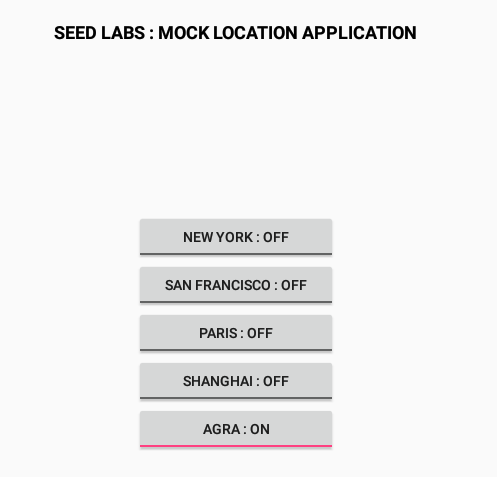 SEED LABS : MOCK LOCATION APPLICATION
NEW YORK : OFF
SAN FRANCISCO : OFF
PARIS : OFF
SHANGHAI : OFF
AGRA : ON